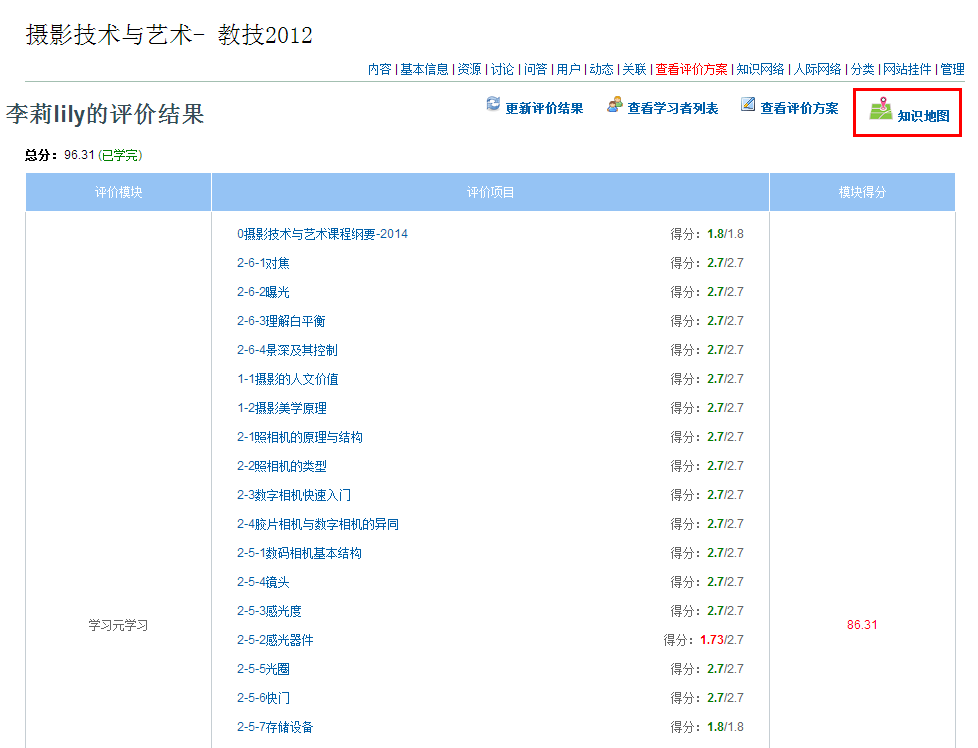 摄影技术与艺术- 教技2012
内容 | 基本信息 | 资源 | 讨论 | 问答 | 用户 | 动态 | 关联 | 查看评价方案 | 知识网络 | 人际网络 | 分类 | 网站挂件 | 管理
李莉lily的评价结果 更新评价结果 查看学习者列表 查看评价方案 知识地图
总分：96.31 (已学完)
评价模块 评价项目 模块得分
0摄影技术与艺术课程纲要-2014 得分：1.8/1.8
2-6-1对焦 得分：2.7/2.7
2-6-2曝光 得分：2.7/2.7
2-6-3理解白平衡 得分：2.7/2.7
2-6-4景深及其控制 得分：2.7/2.7
1-1摄影的人文价值 得分：2.7/2.7
1-2摄影美学原理 得分：2.7/2.7
2-1照相机的原理与结构 得分：2.7/2.7
2-2照相机的类型 得分：2.7/2.7
2-3数字相机快速入门 得分：2.7/2.7
2-4胶片相机与数字相机的异同 得分：2.7/2.7
2-5-1数码相机基本结构 得分：2.7/2.7
2-5-4镜头 得分：2.7/2.7
2-5-3感光度 得分：2.7/2.7
学习元学习 86.31
2-5-2感光器件 得分：1.73/2.7
2-5-5光圈 得分：2.7/2.7
2-5-6快门 得分：2.7/2.7
2-5-7存储设备 得分：1.8/1.8